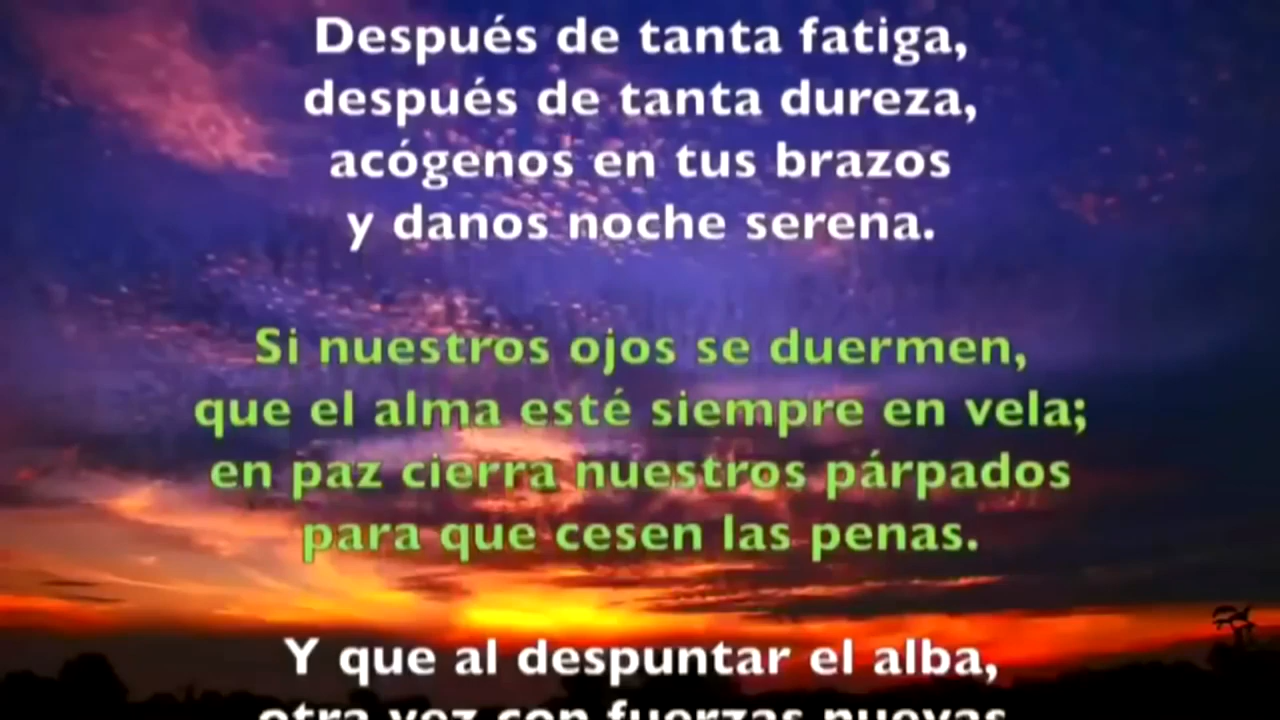 Después de tanta fatiga,
después de tanta dureza,
acógenos en tus brazos
y danos noche serena.
Si nuestros ojos se duermen,
que el alma esté siempre en vela;
en paz cierra nuestros párpados
para que cesen las penas.
Y que al despuntar el alba,
otra vez con fuerzas nuevas